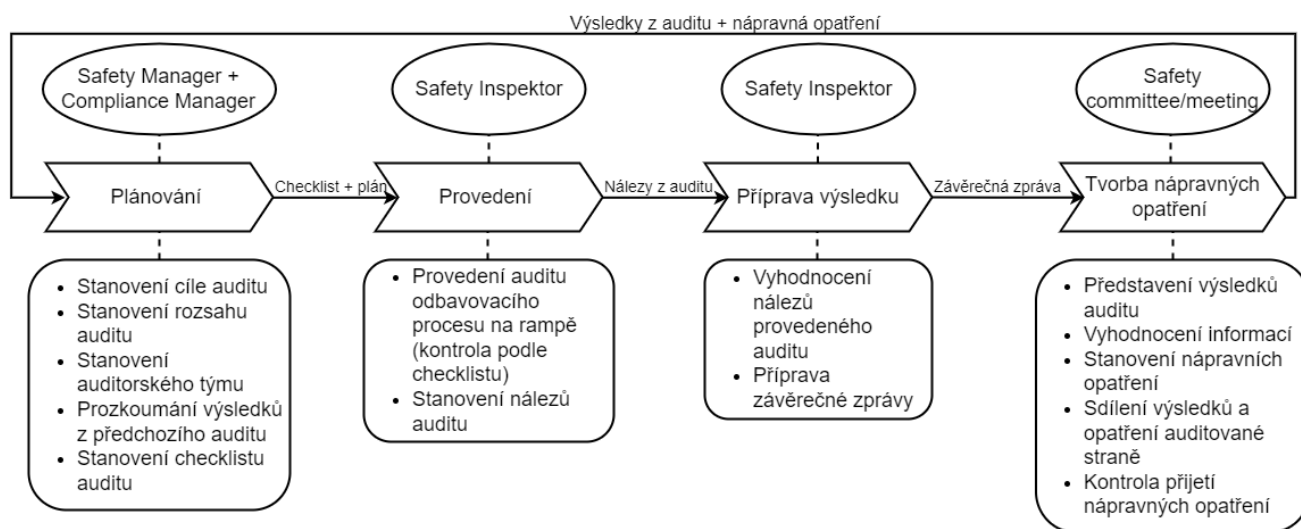 Výsledky z auditu + nápravná opatření
Safety Manager +
Compliance Manager
Safety Inspektor
Safety Inspektor
Safety
committee/meeting
Plánování
Checklist + plán
Provedení
Nálezy z auditu
Příprava výsledku
Závěrečná zpráva
Tvorba nápravných
opatření
• Stanovení cíle auditu
• Stanovení rozsahu
auditu
• Stanovení
auditorského týmu
• Prozkoumání výsledků
z předchozího auditu
• Stanovení checklistu
auditu
• Provedení auditu
odbavovacího
procesu na rampě
(kontrola podle
checklistu)
• Stanovení nálezů
auditu
• Vyhodnocení
nálezů
provedeného
auditu
• Příprava
závěrečné zprávy
• Představení výsledků
auditu
• Vyhodnocení informací
• Stanovení nápravních
opatření
• Sdílení výsledků a
opatření auditované
straně
• Kontrola přijetí
nápravných opatření